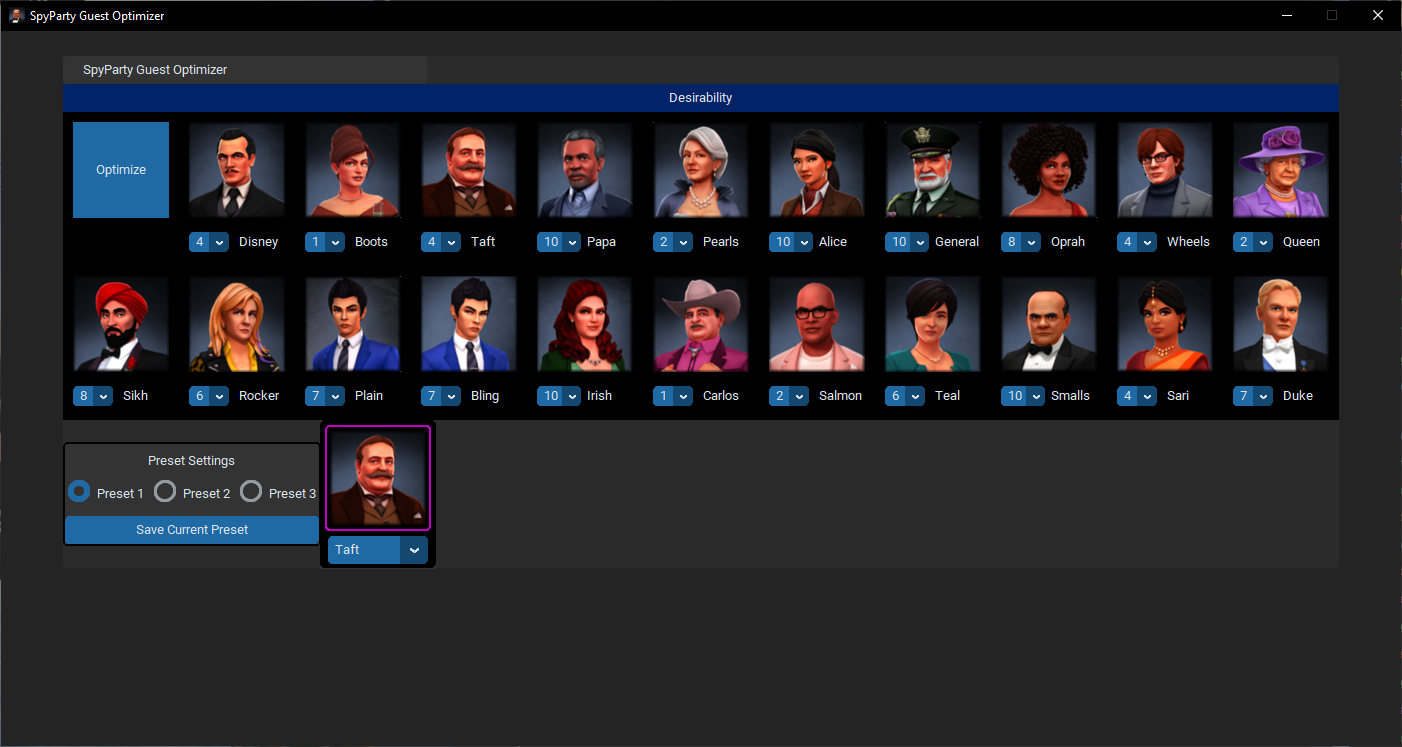 SpyParty Guest Optimizer
SpyParty Guest Optimizer
Desirability
Optimize
4 Disney 1 Boots 4 Taft 10 Papa 2 Pearls 10 Alice 10 General 8 Oprah 4 Wheels 2 Queen
8 Sikh 6 Rocker 7 Plain 7 Bling 10 Irish 1 Carlos 2 Salmon 6 Teal 10 Smalls 4 Sari 7 Duke
Preset Settings
Preset 1 Preset 2 Preset 3
Save Current Preset
Taft